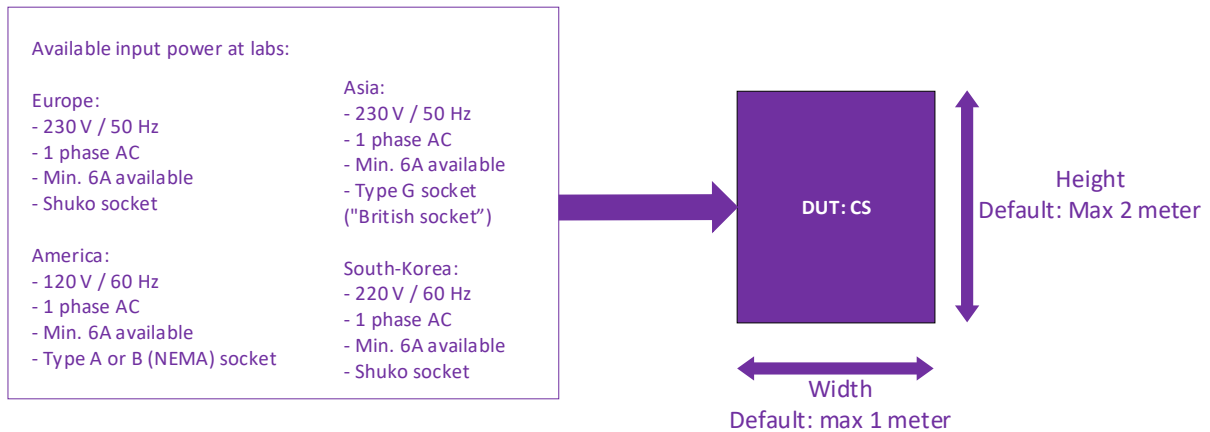 Available input power at labs:
Europe:
- 230 V / 50 Hz
- 1 phase AC
- Min. 6A available
- Shuko socket
America:
- 120 V / 60 Hz
- 1 phase AC
- Min. 6A available
- Type A or B (NEMA) socket
Asia:
- 230 V / 50 Hz
- 1 phase AC
- Min. 6A available
- Type G socket
("British socket”)
South-Korea:
- 220 V / 60 Hz
- 1 phase AC
- Min. 6A available
- Shuko socket
DUT: CS
Height
Default: Max 2 meter
Width
Default: max 1 meter